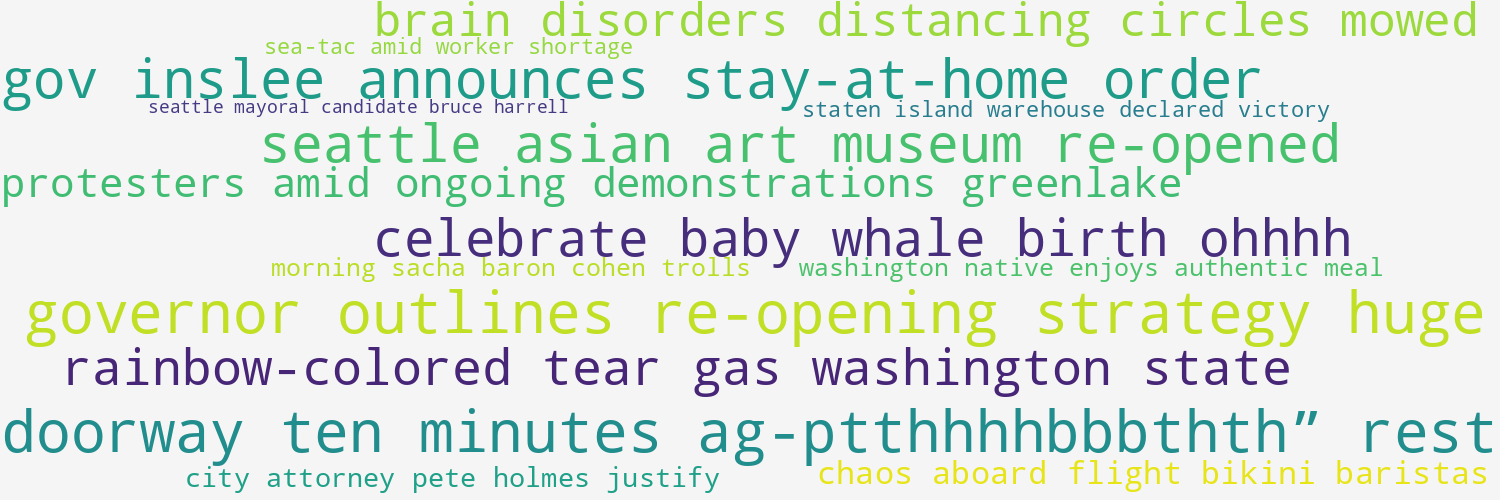 brain disorders distancing circles mowed
sea-tac amid worker shortage
gov inslee announces stay-at-home order
seattle mayoral candidate bruce harrell
staten island warehouse declared victory
seattle asian art museum re-opened
protesters amid ongoing demonstrations greenlake
celebrate baby whale birth ohhhh
morning sacha baron cohen trolls
washington native enjoys authentic meal
governor outlines re-opening strategy huge
rainbow-colored tear gas washington state
doorway ten minutes ag-ptthhhhbbbthth” rest
city attorney pete holmes justify
chaos aboard flight bikini baristas